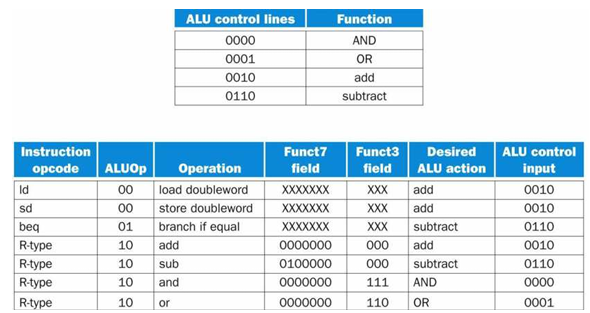 ALU control lines Function
0000 AND
0001 OR
0010 add
0110 subtract
Instruction opcode ALUOp Operation Funct7 field Funct3 field Desired ALU action ALU control input
ld 00 load doubleword XXXXXXX XXX add 0010
sd 00 store doubleword XXXXXXX XXX add 0010
beq 01 branch if equal XXXXXXX XXX subtract 0110
R-type 10 add 0000000 000 add 0010
R-type 10 sub 0100000 000 subtract 0110
R-type 10 and 0000000 111 AND 0000
R-type 10 or 0000000 110 OR 0001